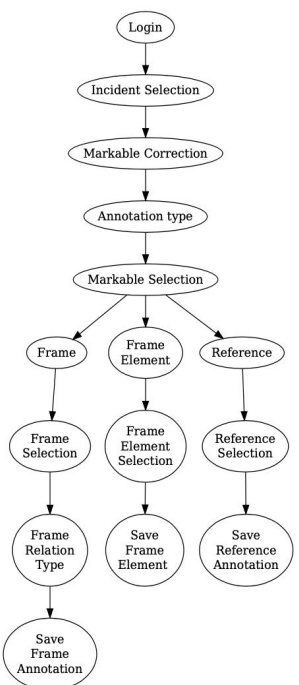 Login
Incident Selection
Markable Correction
Annotation type
Markable Selection
Frame
Frame
Element
Reference
Frame
Selection
Frame
Element
Selection
Reference
Selection
Frame
Relation
Type
Save
Frame
Element
Save
Reference
Annotation
Save
Frame
Annotation